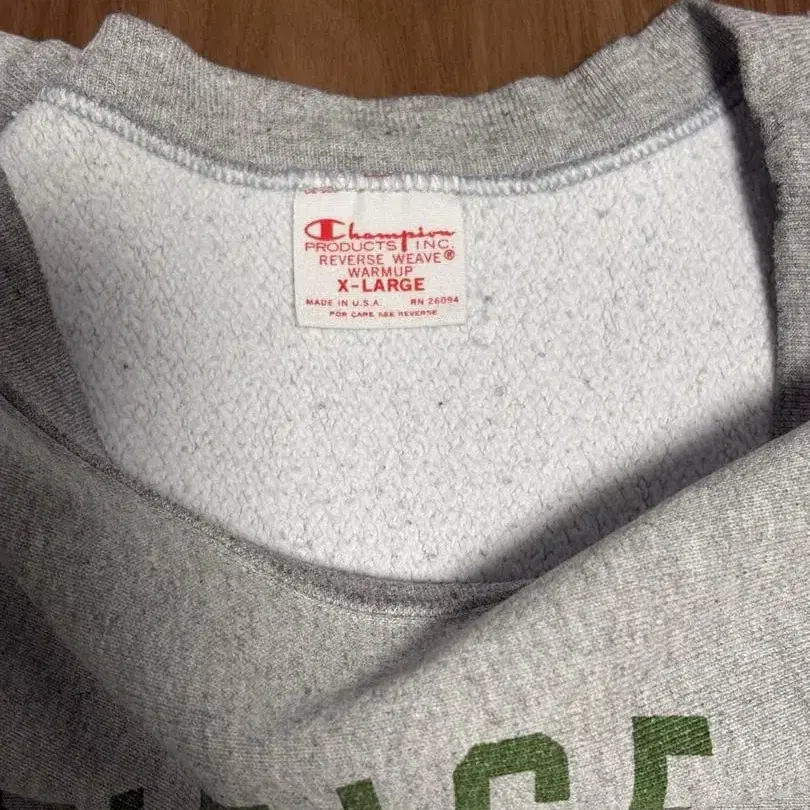 Champion
PRODUCTS INC.
REVERSE WEAVE®
WARMUP
X-LARGE
MADE IN U.S.A. RN 26094
FOR CARE SEE REVERSE